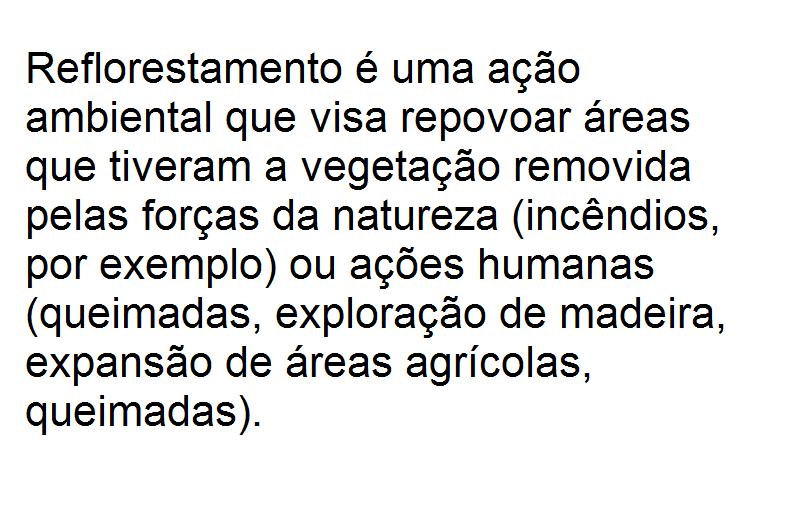 Reflorestamento é uma ação
ambiental que visa repovoar áreas
que tiveram a vegetação removida
pelas forças da natureza (incêndios,
por exemplo) ou ações humanas
(queimadas, exploração de madeira,
expansão de áreas agrícolas,
queimadas).